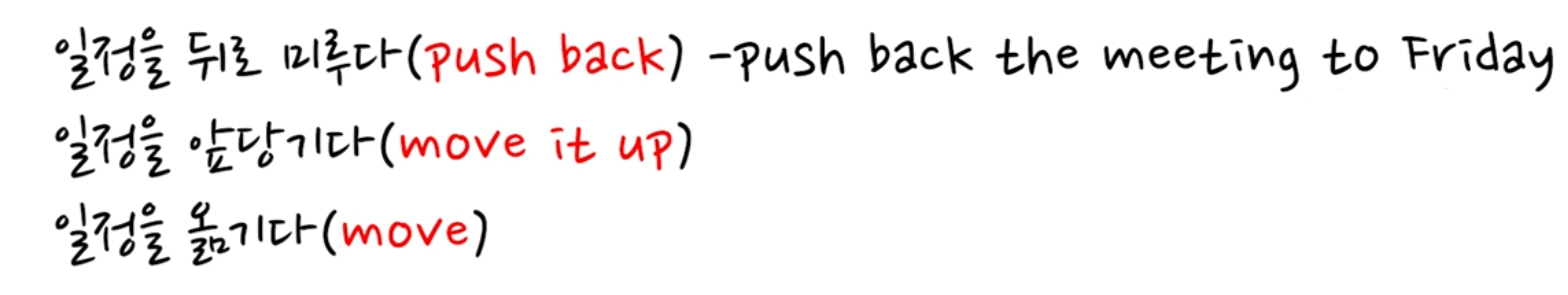 일정을 뒤로 미루다(push back) -push back the meeting to Friday
일정을 앞당기다(move it up)
일정을 옮기다(move)